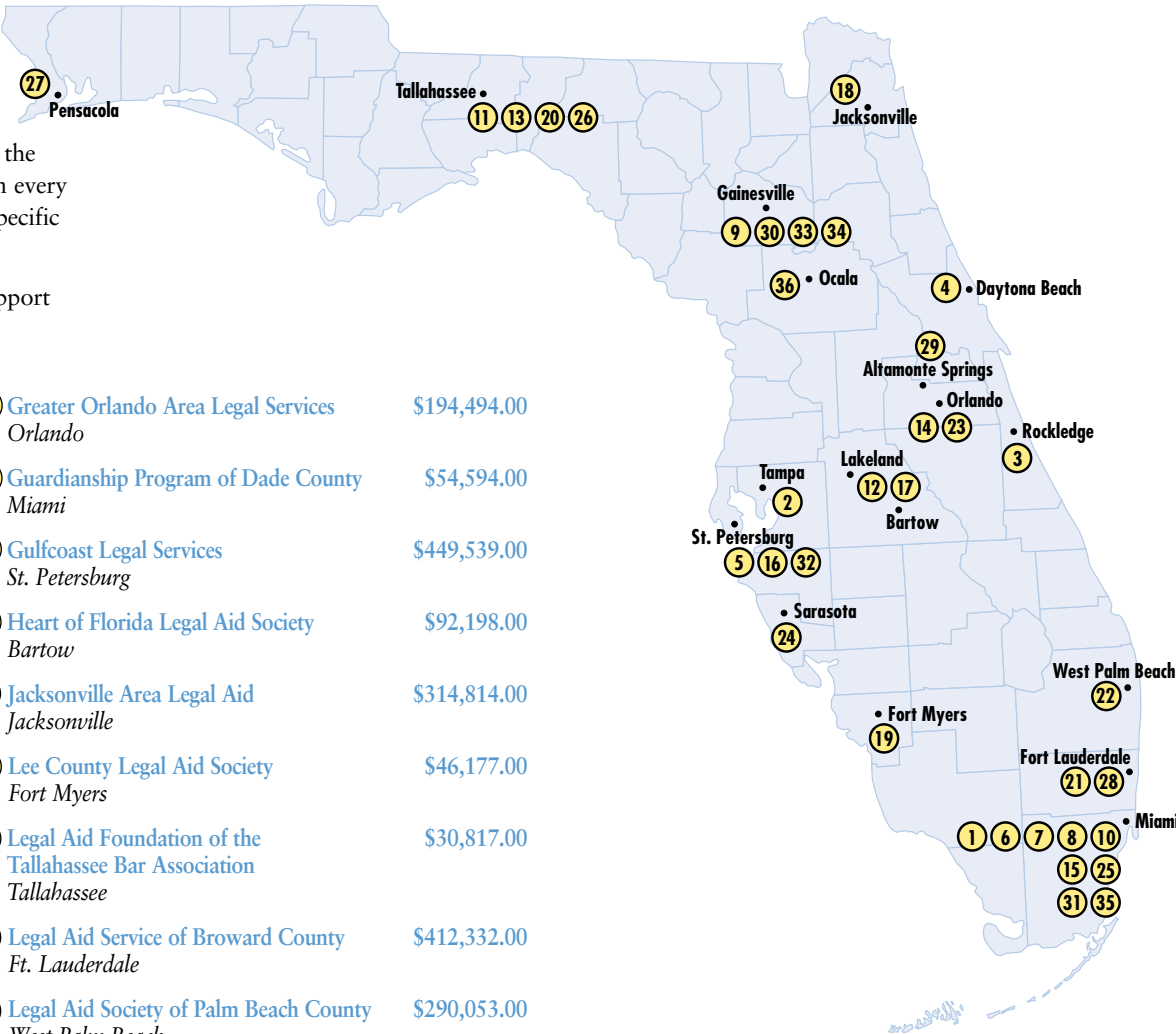 27
Pensacola
Tallahassee
11 13 20 26
18
Jacksonville
the
every
pport
Gainesville
9 30 33 34
36 Ocala
4 Daytona Beach
29
Altamonte Springs
Orlando
14 23
Rockledge
3
Lakeland
12 17
Bartow
Tampa
2
St. Petersburg
5 16 32
Sarasota
24
West Palm Beach
22
Fort Myers
19
Fort Lauderdale
21 28
Miami
1 6 7 8 10
15 25
31 35
Greater Orlando Area Legal Services $194,494.00
Orlando
Guardianship Program of Dade County $54,594.00
Miami
Gulfcoast Legal Services $449,539.00
St. Petersburg
Heart of Florida Legal Aid Society $92,198.00
Bartow
Jacksonville Area Legal Aid $314,814.00
Jacksonville
Lee County Legal Aid Society $46,177.00
Fort Myers
Legal Aid Foundation of the $30,817.00
Tallahassee Bar Association
Tallahassee
Legal Aid Service of Broward County $412,332.00
Ft. Lauderdale
Legal Aid Society of Palm Beach County $290,053.00
West Palm Beach